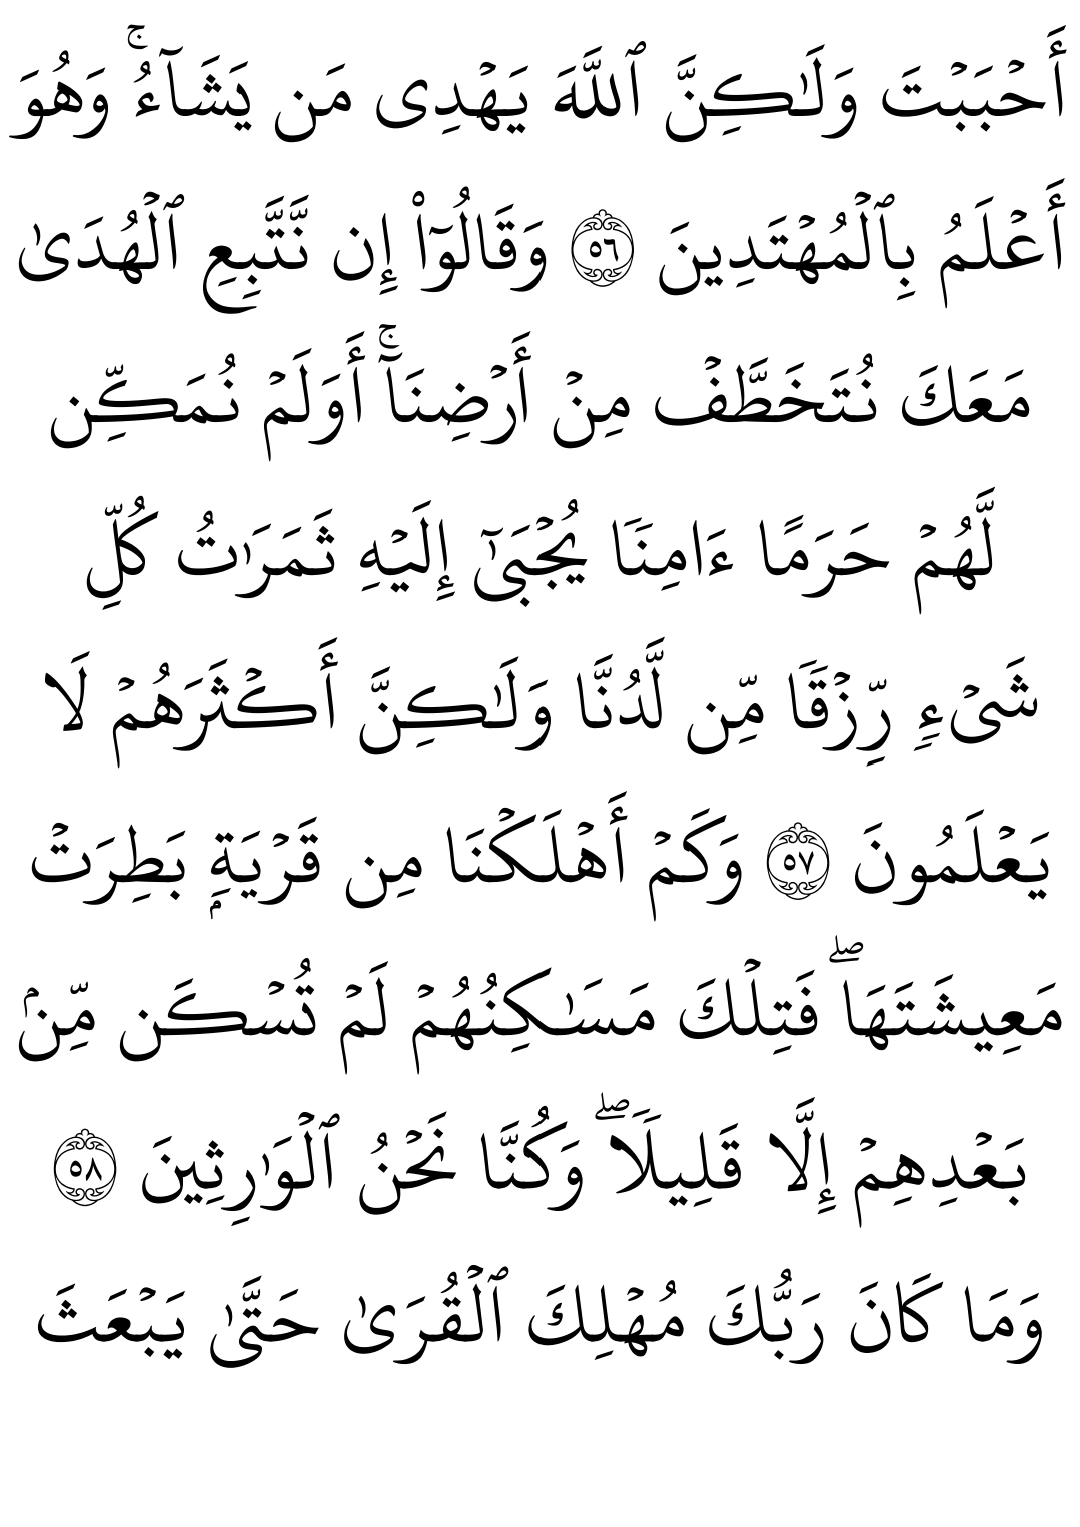 أَحۡبَبۡتَ وَلَٰكِنَّ ٱللَّهَ يَهۡدِى مَن يَشَآءُۚ وَهُوَ
أَعۡلَمُ بِٱلۡمُهۡتَدِينَ ٥٦ وَقَالُوٓاْ إِن نَّتَّبِعِ ٱلۡهُدَىٰ
مَعَكَ نُتَخَطَّفۡ مِنۡ أَرۡضِنَآۚ أَوَلَمۡ نُمَكِّن
لَّهُمۡ حَرَمًا ءَامِنٗا يُجۡبَىٰٓ إِلَيۡهِ ثَمَرَٰتُ كُلِّ
شَىۡءٖ رِّزۡقٗا مِّن لَّدُنَّا وَلَٰكِنَّ أَكۡثَرَهُمۡ لَا
يَعۡلَمُونَ ٥٧ وَكَمۡ أَهۡلَكۡنَا مِن قَرۡيَةِۭ بَطِرَتۡ
مَعِيشَتَهَاۖ فَتِلۡكَ مَسَٰكِنُهُمۡ لَمۡ تُسۡكَن مِّنۢ
بَعۡدِهِمۡ إِلَّا قَلِيلٗاۖ وَكُنَّا نَحۡنُ ٱلۡوَٰرِثِينَ ٥٨
وَمَا كَانَ رَبُّكَ مُهۡلِكَ ٱلۡقُرَىٰ حَتَّىٰ يَبۡعَثَ